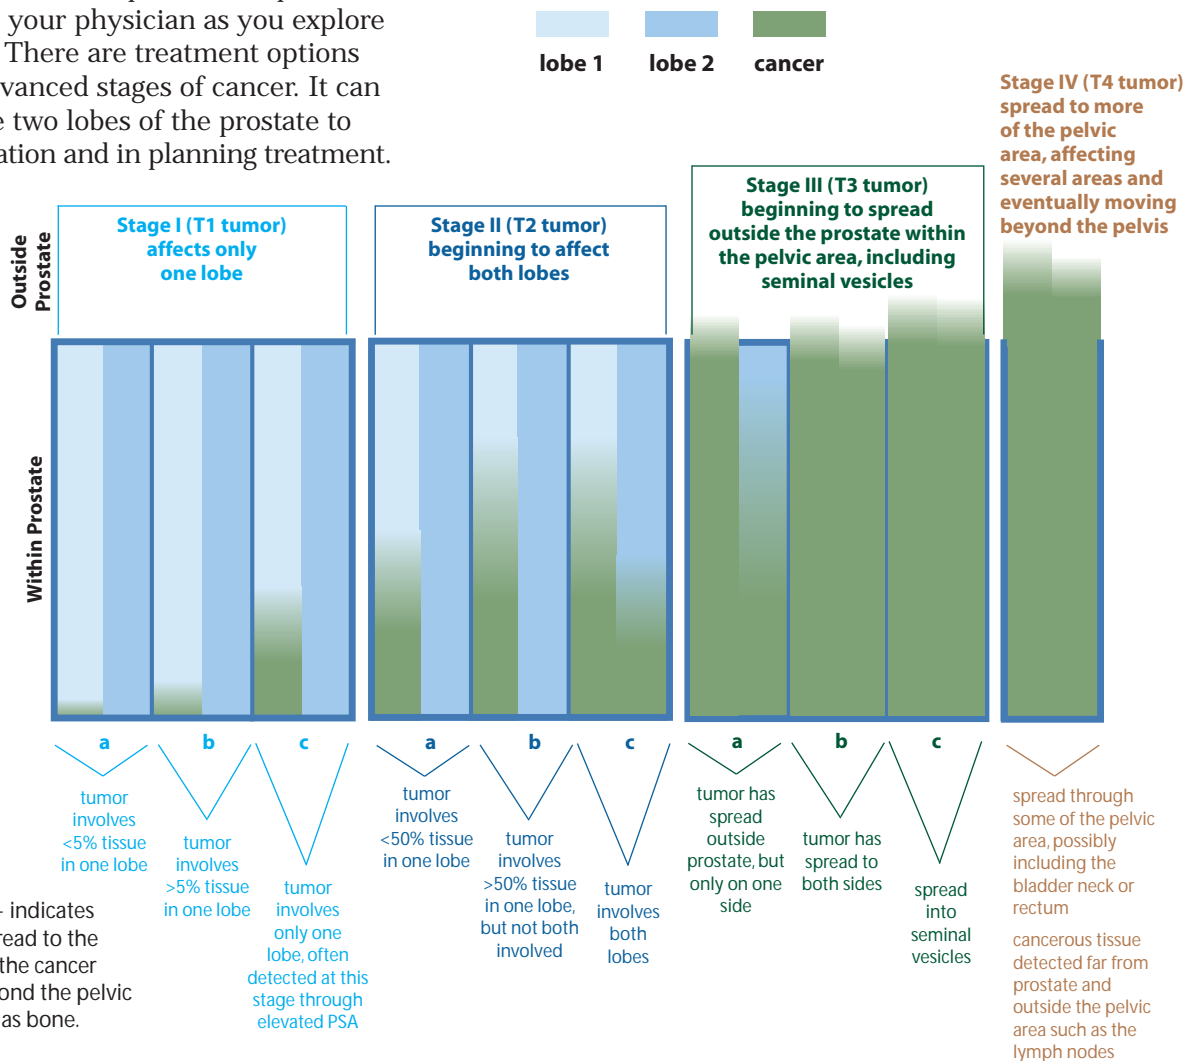 your physician as you explore
There are treatment options
vanced stages of cancer. It can
two lobes of the prostate to
ation and in planning treatment.
lobe 1
lobe 2
cancer
Outside
Prostate
Within Prostate
Stage I (T1 tumor)
affects only
one lobe
Stage II (T2 tumor)
beginning to affect
both lobes
Stage III (T3 tumor)
beginning to spread
outside the prostate within
the pelvic area, including
seminal vesicles
Stage IV (T4 tumor)
spread to more
of the pelvic
area, affecting
several areas and
eventually moving
beyond the pelvis
a
tumor
involves
<5% tissue
in one lobe
b
tumor
involves
>5% tissue
in one lobe
c
tumor
involves
only one
lobe, often
detected at this
stage through
elevated PSA
a
tumor
involves
<50% tissue
in one lobe
b
tumor
involves
>50% tissue
in one lobe,
but not both
involved
c
tumor
involves
both
lobes
a
tumor has
spread
outside
prostate, but
only on one
side
b
tumor has
spread to
both sides
c
spread
into
seminal
vesicles
spread through
some of the pelvic
area, possibly
including the
bladder neck or
rectum
cancerous tissue
detected far from
prostate and
outside the pelvic
area such as the
lymph nodes
indicates
read to the
the cancer
ond the pelvic
as bone.